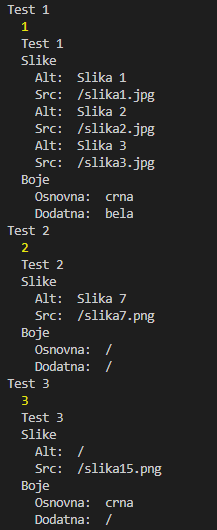 Test 1
1
Test 1
Slike
Alt: Slika 1
Src: /slika1.jpg
Alt: Slika 2
Src: /slika2.jpg
Alt: Slika 3
Src: /slika3.jpg
Boje
Osnovna: crna
Dodatna: bela
Test 2
2
Test 2
Slike
Alt: Slika 7
Src: /slika7.png
Boje
Osnovna: /
Dodatna: /
Test 3
3
Test 3
Slike
Alt: /
Src: /slika15.png
Boje
Osnovna: crna
Dodatna: /